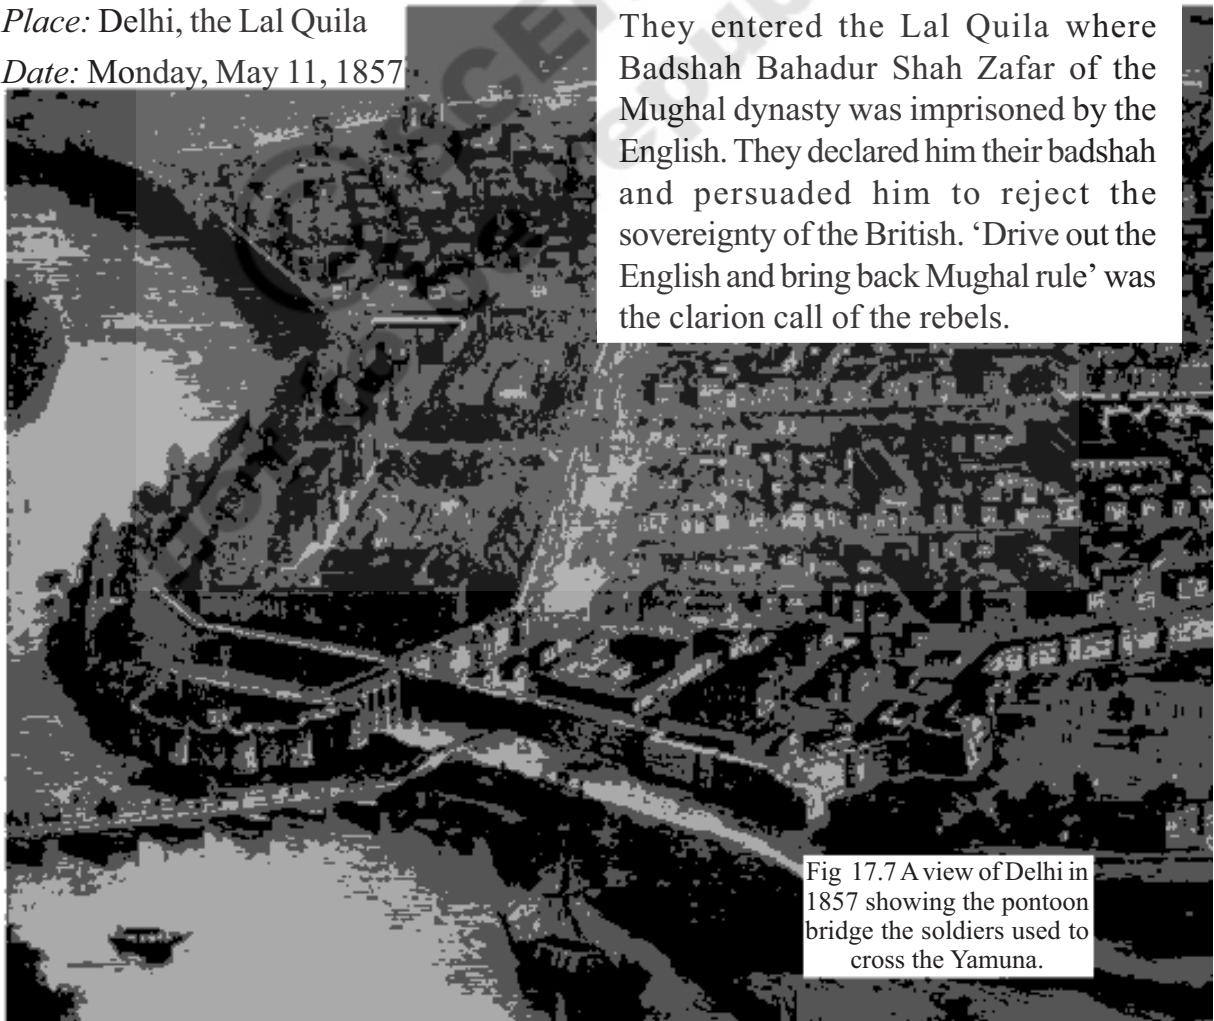 Place: Delhi, the Lal Quila
Date: Monday, May 11, 1857
They entered the Lal Quila where
Badshah Bahadur Shah Zafar of the
Mughal dynasty was imprisoned by the
English. They declared him their badshah
and persuaded him to reject the
sovereignty of the British. ‘Drive out the
English and bring back Mughal rule’ was
the clarion call of the rebels.
Fig 17.7 A view of Delhi in
1857 showing the pontoon
bridge the soldiers used to
cross the Yamuna.